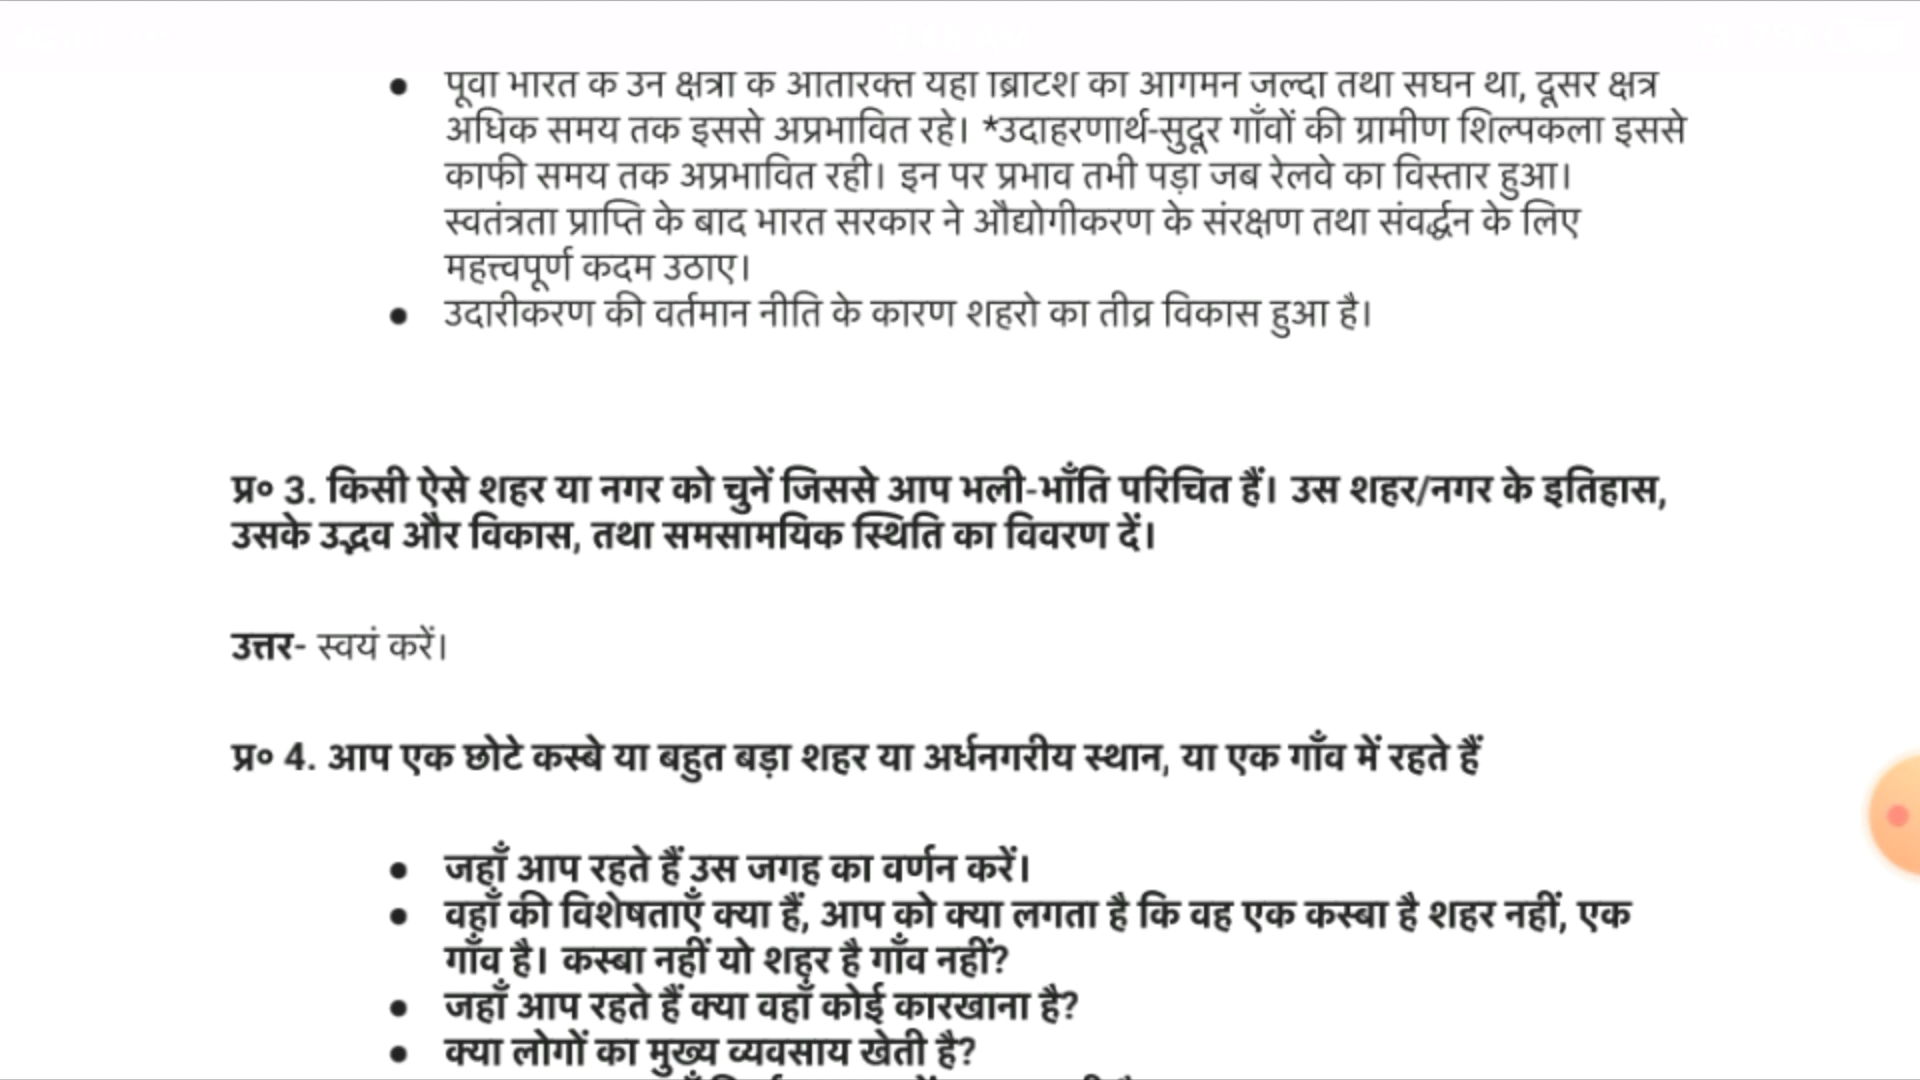 पूर्वी भारत के उन क्षेत्रों के अतिरिक्त यहाँ ब्रिटिश का आगमन जल्दी तथा सघन था, दूसरे क्षेत्र
अधिक समय तक इससे अप्रभावित रहे। *उदाहरणार्थ-सुदूर गाँवों की ग्रामीण शिल्पकला इससे
काफी समय तक अप्रभावित रही। इन पर प्रभाव तभी पड़ा जब रेलवे का विस्तार हुआ।
स्वतंत्रता प्राप्ति के बाद भारत सरकार ने औद्योगीकरण के संरक्षण तथा संवर्द्धन के लिए
महत्त्वपूर्ण कदम उठाए।
उदारीकरण की वर्तमान नीति के कारण शहरो का तीव्र विकास हुआ है।
प्र० 3. किसी ऐसे शहर या नगर को चुनें जिससे आप भली-भाँति परिचित हैं। उस शहर/नगर के इतिहास,
उसके उद्भव और विकास, तथा समसामयिक स्थिति का विवरण दें।
उत्तर- स्वयं करें।
प्र० 4. आप एक छोटे कस्बे या बहुत बड़ा शहर या अर्धनगरीय स्थान, या एक गाँव में रहते हैं
जहाँ आप रहते हैं उस जगह का वर्णन करें।
वहाँ की विशेषताएँ क्या हैं, आप को क्या लगता है कि वह एक कस्बा है शहर नहीं, एक
गाँव है। कस्बा नहीं यो शहर है गाँव नहीं?
जहाँ आप रहते हैं क्या वहाँ कोई कारखाना है?
क्या लोगों का मुख्य व्यवसाय खेती है?